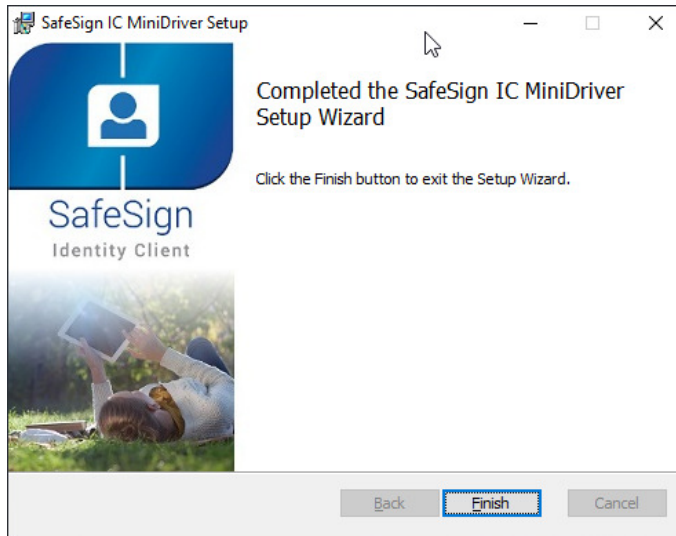 SafeSign IC MiniDriver Setup
Completed the SafeSign IC MiniDriver
Setup Wizard
Click the Finish button to exit the Setup Wizard.
SafeSign
Identity Client
Back
Finish
Cancel